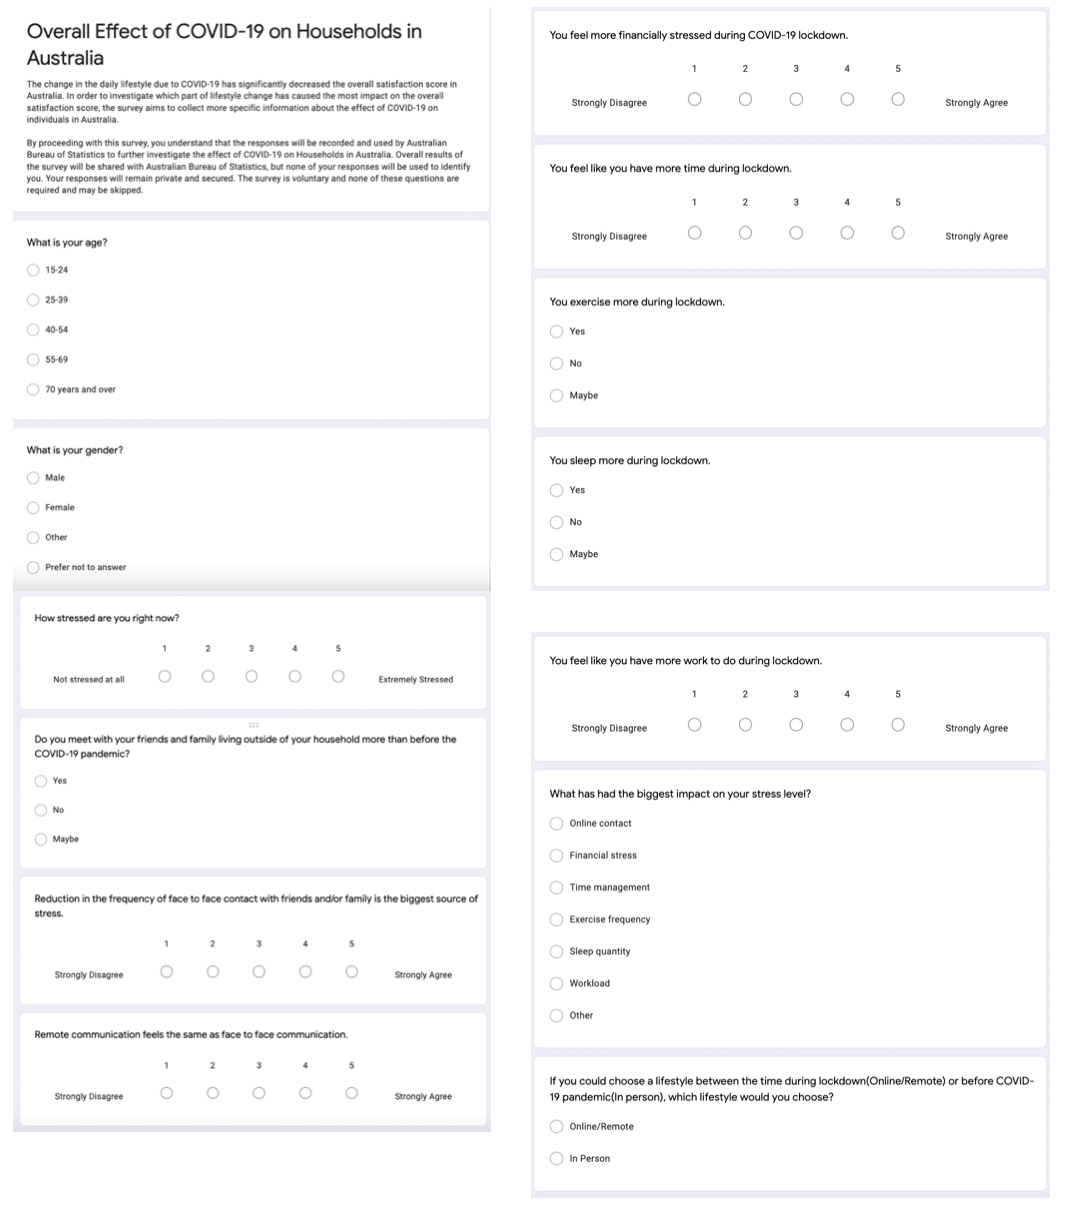 Overall Effect of COVID-19 on Households in
Australia
The change in the daily lifestyle due to COVID-19 has significantly decreased the overall satisfaction score in
Australia. In order to investigate which part of lifestyle change has caused the most impact on the overall
satisfaction score, the survey aims to collect more specific information about the effect of COVID-19 on
individuals in Australia.
By proceeding with this survey, you understand that the responses will be recorded and used by Australian
Bureau of Statistics to further investigate the effect of COVID-19 on Households in Australia. Overall results of
the survey will be shared with Australian Bureau of Statistics, but none of your responses will be used to identify
you. Your responses will remain private and secured. The survey is voluntary and none of these questions are
required and may be skipped.
What is your age?
15-24
25-39
40-54
55-69
70 years and over
What is your gender?
Male
Female
Other
Prefer not to answer
How stressed are you right now?
1 2 3 4 5
Not stressed at all Extremely Stressed
Do you meet with your friends and family living outside of your household more than before the
COVID-19 pandemic?
Yes
No
Maybe
Reduction in the frequency of face to face contact with friends and/or family is the biggest source of
stress.
1 2 3 4 5
Strongly Disagree Strongly Agree
Remote communication feels the same as face to face communication.
1 2 3 4 5
Strongly Disagree Strongly Agree
You feel more financially stressed during COVID-19 lockdown.
1 2 3 4 5
Strongly Disagree Strongly Agree
You feel like you have more time during lockdown.
1 2 3 4 5
Strongly Disagree Strongly Agree
You exercise more during lockdown.
Yes
No
Maybe
You sleep more during lockdown.
Yes
No
Maybe
You feel like you have more work to do during lockdown.
1 2 3 4 5
Strongly Disagree Strongly Agree
What has had the biggest impact on your stress level?
Online contact
Financial stress
Time management
Exercise frequency
Sleep quantity
Workload
Other
If you could choose a lifestyle between the time during lockdown(Online/Remote) or before COVID-
19 pandemic(In person), which lifestyle would you choose?
Online/Remote
In Person